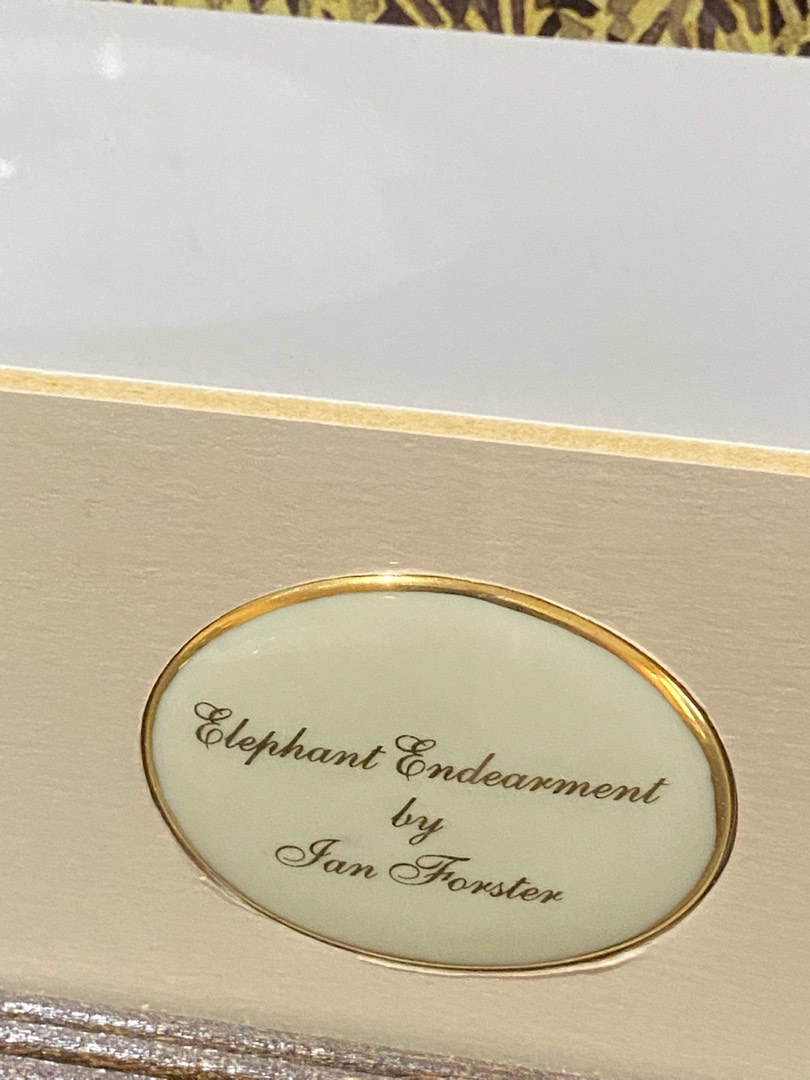 Elephant Endearment
by
Ian Forster